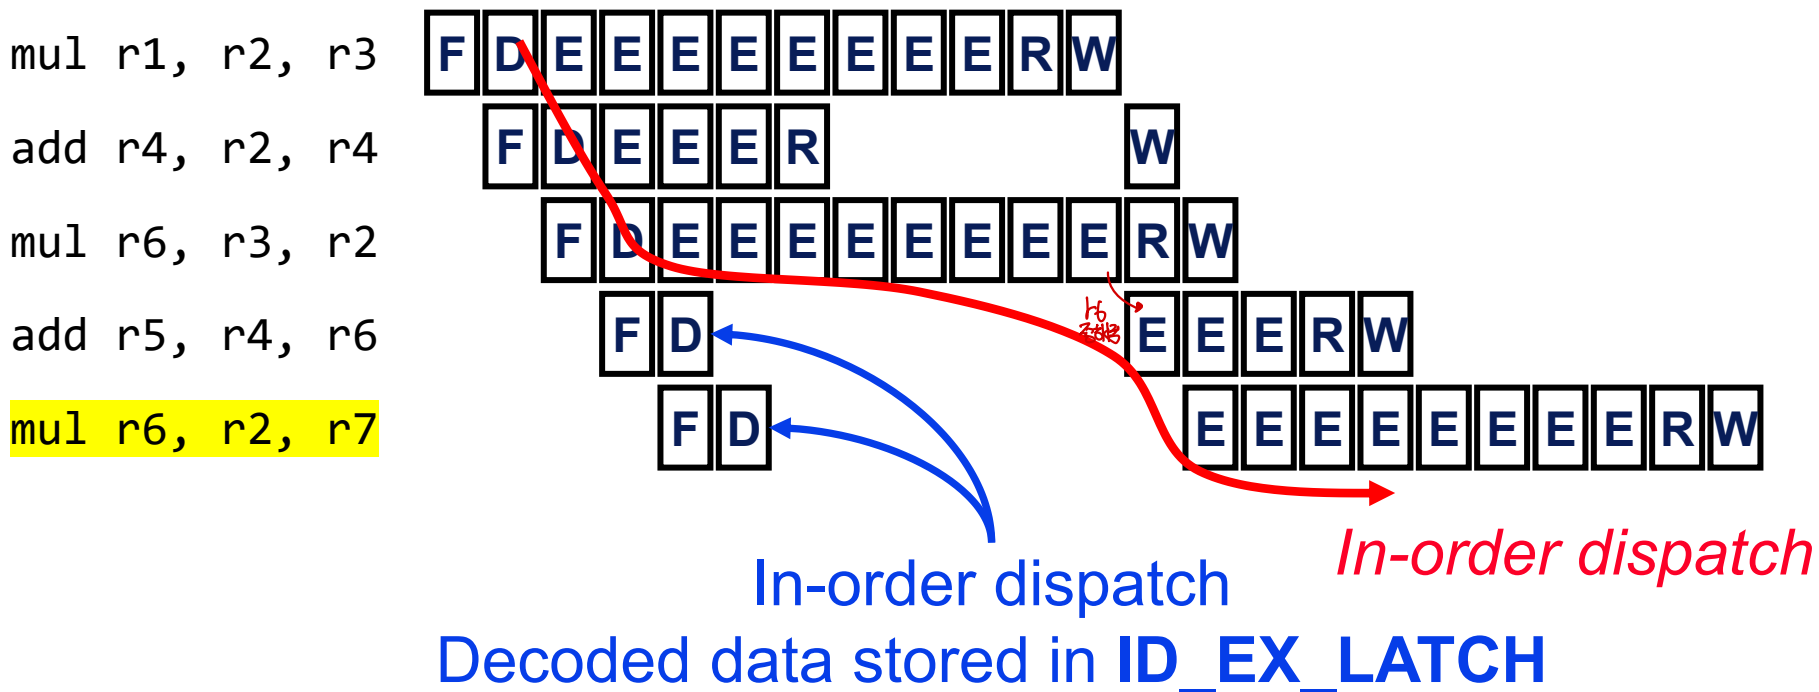 mul r1, r2, r3 F D E E E E E E E E R W
add r4, r2, r4 F D E E E R W
mul r6, r3, r2 F D E E E E E E E E R W
r6
add r5, r4, r6 F D E E E R W
mul r6, r2, r7 F D E E E E E E E E R W
In-order dispatch
In-order dispatch
Decoded data stored in ID_EX_LATCH